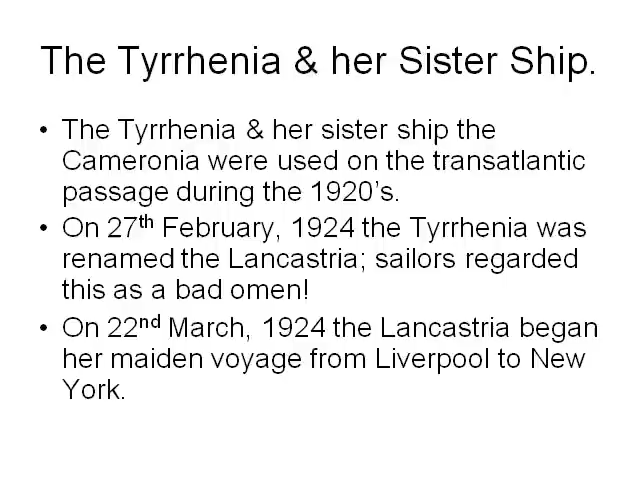 The Tyrrhenia & her Sister Ship.
• The Tyrrhenia & her sister ship the
Cameronia were used on the transatlantic
passage during the 1920's.
• On 27th February, 1924 the Tyrrhenia was
renamed the Lancastria; sailors regarded
this as a bad omen!
• On 22nd March, 1924 the Lancastria began
her maiden voyage from Liverpool to New
York.